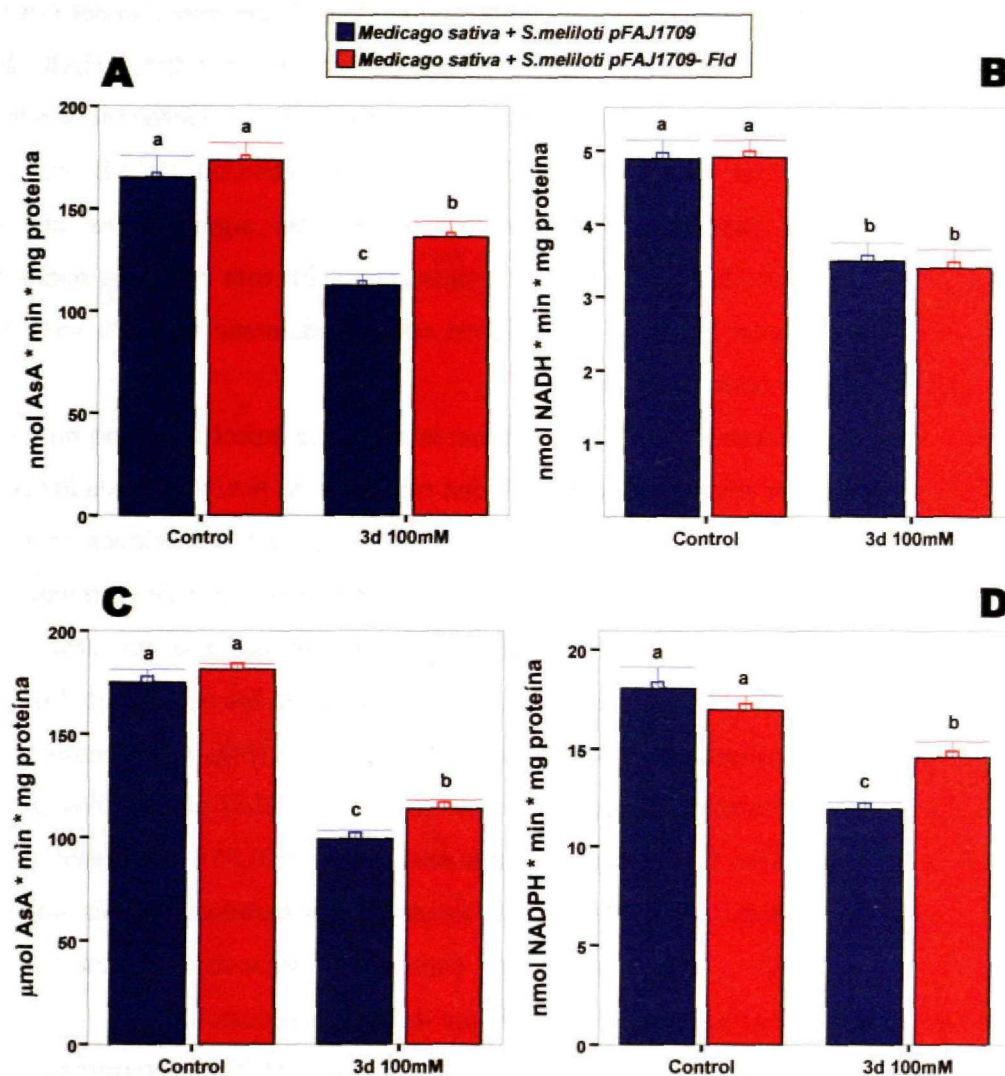 Medicago sativa + S.meliloti pFAJ1709
Medicago sativa + S.meliloti pFAJ1709- Fld
A
nmol AsA * min * mg proteína
200
150
100
50
0
a
a
c
b
Control
3d 100mM
B
nmol NADH * min * mg proteína
5
4
3
2
1
a
a
b
b
Control
3d 100mM
C
µmol AsA * min * mg proteína
200
150
100
50
0
a
a
c
b
Control
3d 100mM
D
nmol NADPH * min * mg proteína
20
15
10
5
0
a
a
c
b
Control
3d 100mM